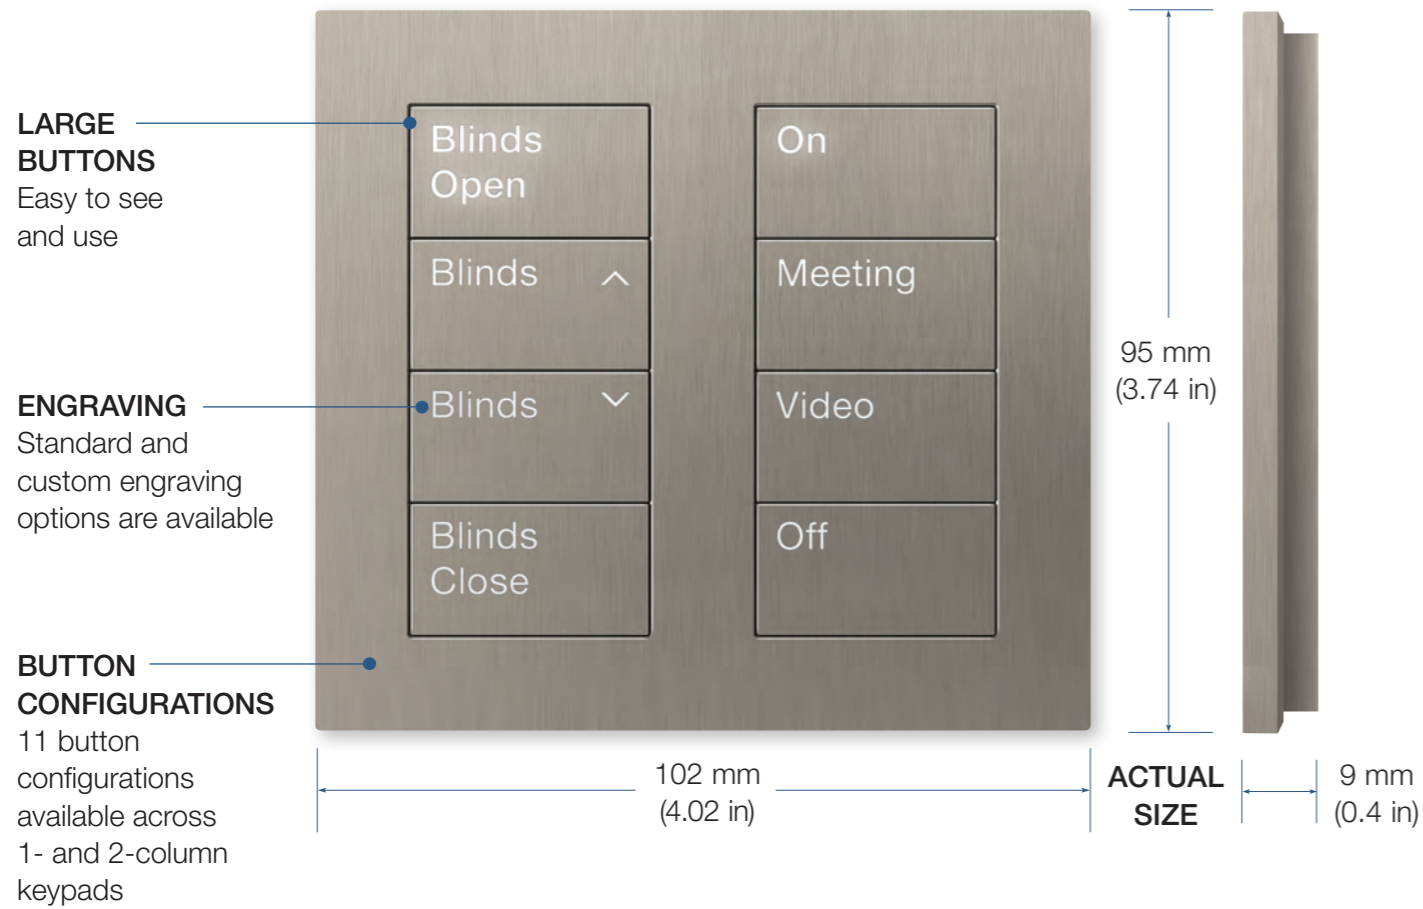 LARGE
BUTTONS
Easy to see
and use
ENGRAVING
Standard and
custom engraving
options are available
BUTTON
CONFIGURATIONS
11 button
configurations
available across
1- and 2-column
keypads
Blinds
Open
Blinds
Blinds
Blinds
Close
On
Meeting
Video
Off
95 mm
(3.74 in)
102 mm
(4.02 in)
ACTUAL
SIZE
9 mm
(0.4 in)